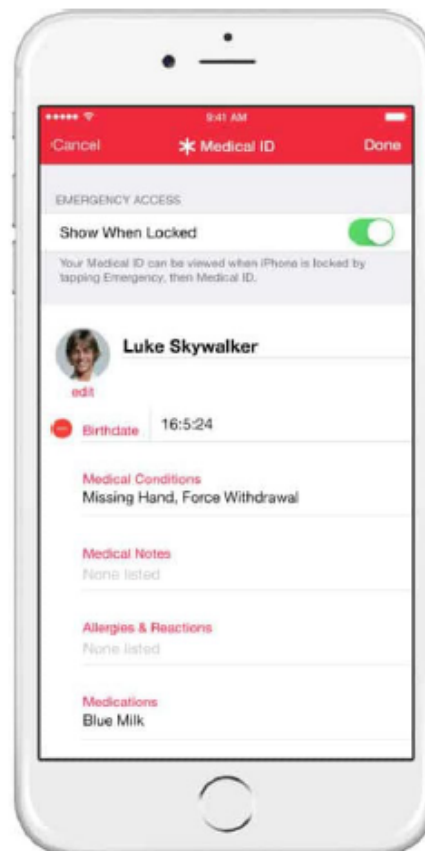 9:41 AM
Cancel
Medical ID
Done
EMERGENCY ACCESS
Show When Locked
Your Medical ID can be viewed when iPhone is locked by
tapping Emergency, then Medical ID.
Luke Skywalker
edit
Birthdate 16:5:24
Medical Conditions
Missing Hand, Force Withdrawal
Medical Notes
None listed
Allergies & Reactions
None listed
Medications
Blue Milk